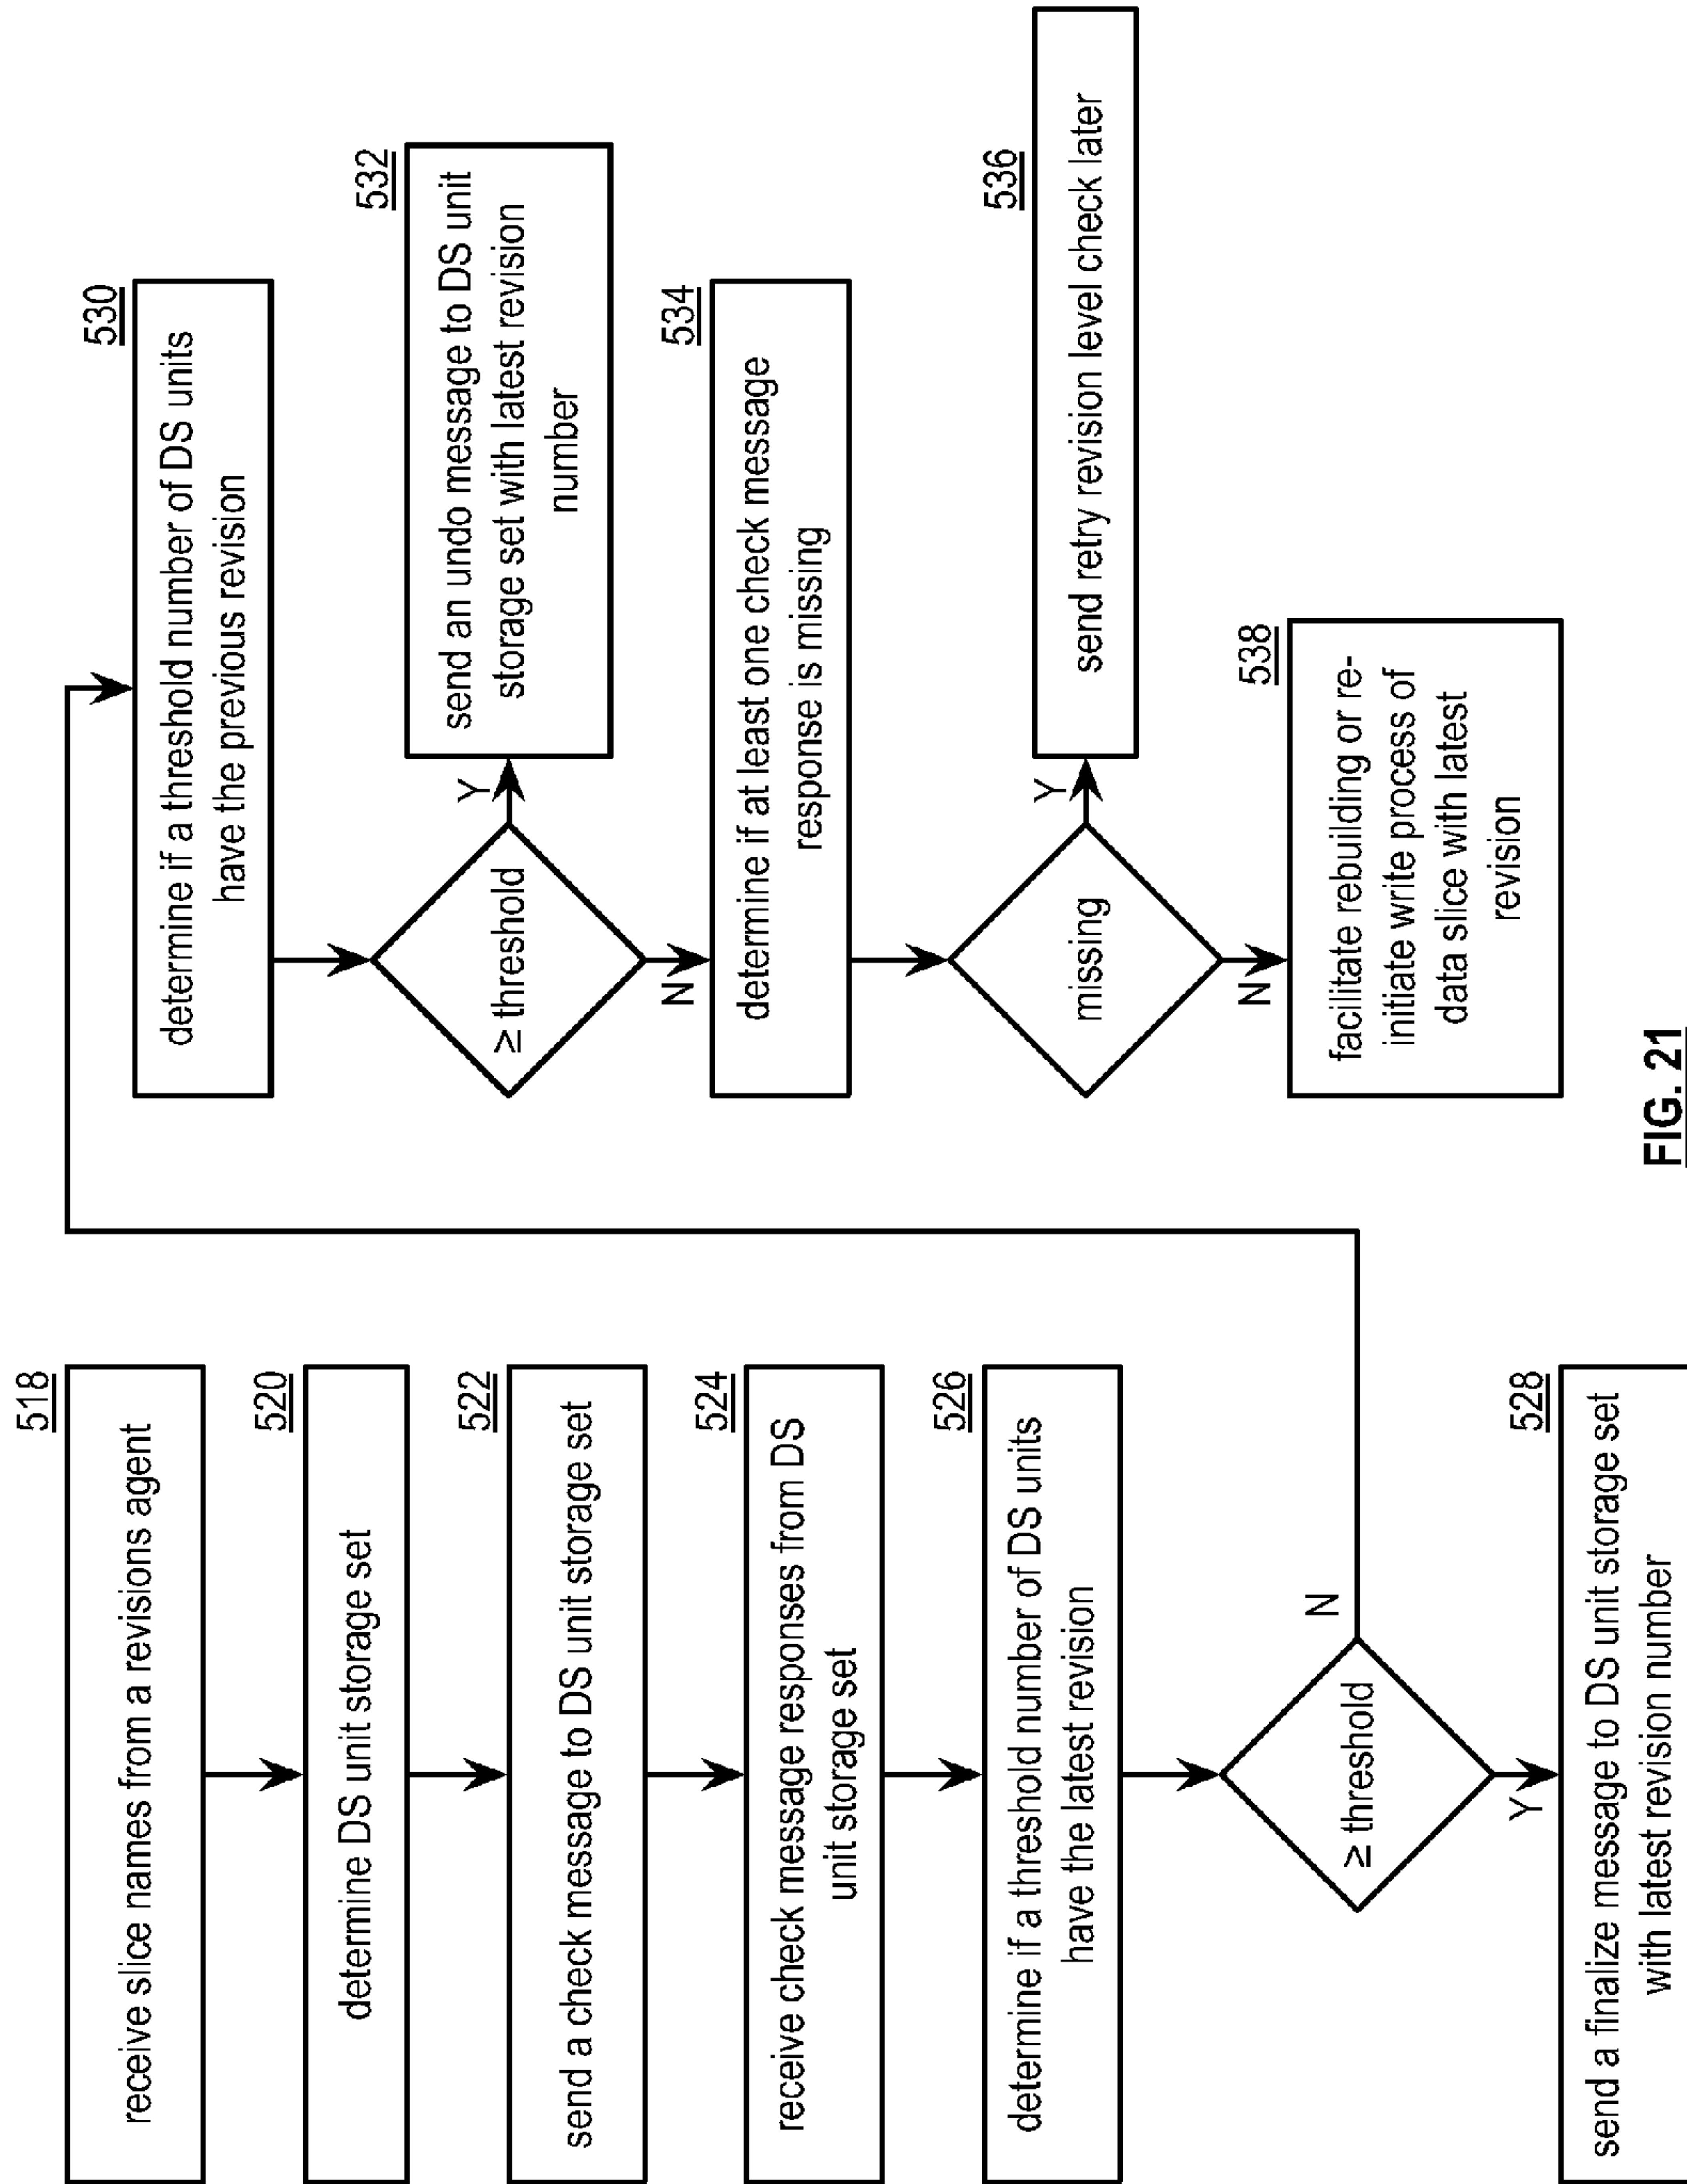 518
receive slice names from a revisions agent
520
determine DS unit storage set
522
send a check message to DS unit storage set
524
receive check message responses from DS
unit storage set
526
determine if a threshold number of DS units
have the latest revision
≥ threshold
N
Y
528
send a finalize message to DS unit storage set
with latest revision number
530
determine if a threshold number of DS units
have the previous revision
≥ threshold
Y
N
532
send an undo message to DS unit
storage set with latest revision
number
534
determine if at least one check message
response is missing
missing
Y
N
536
send retry revision level check later
538
facilitate rebuilding or re-
initiate write process of
data slice with latest
revision
FIG. 21